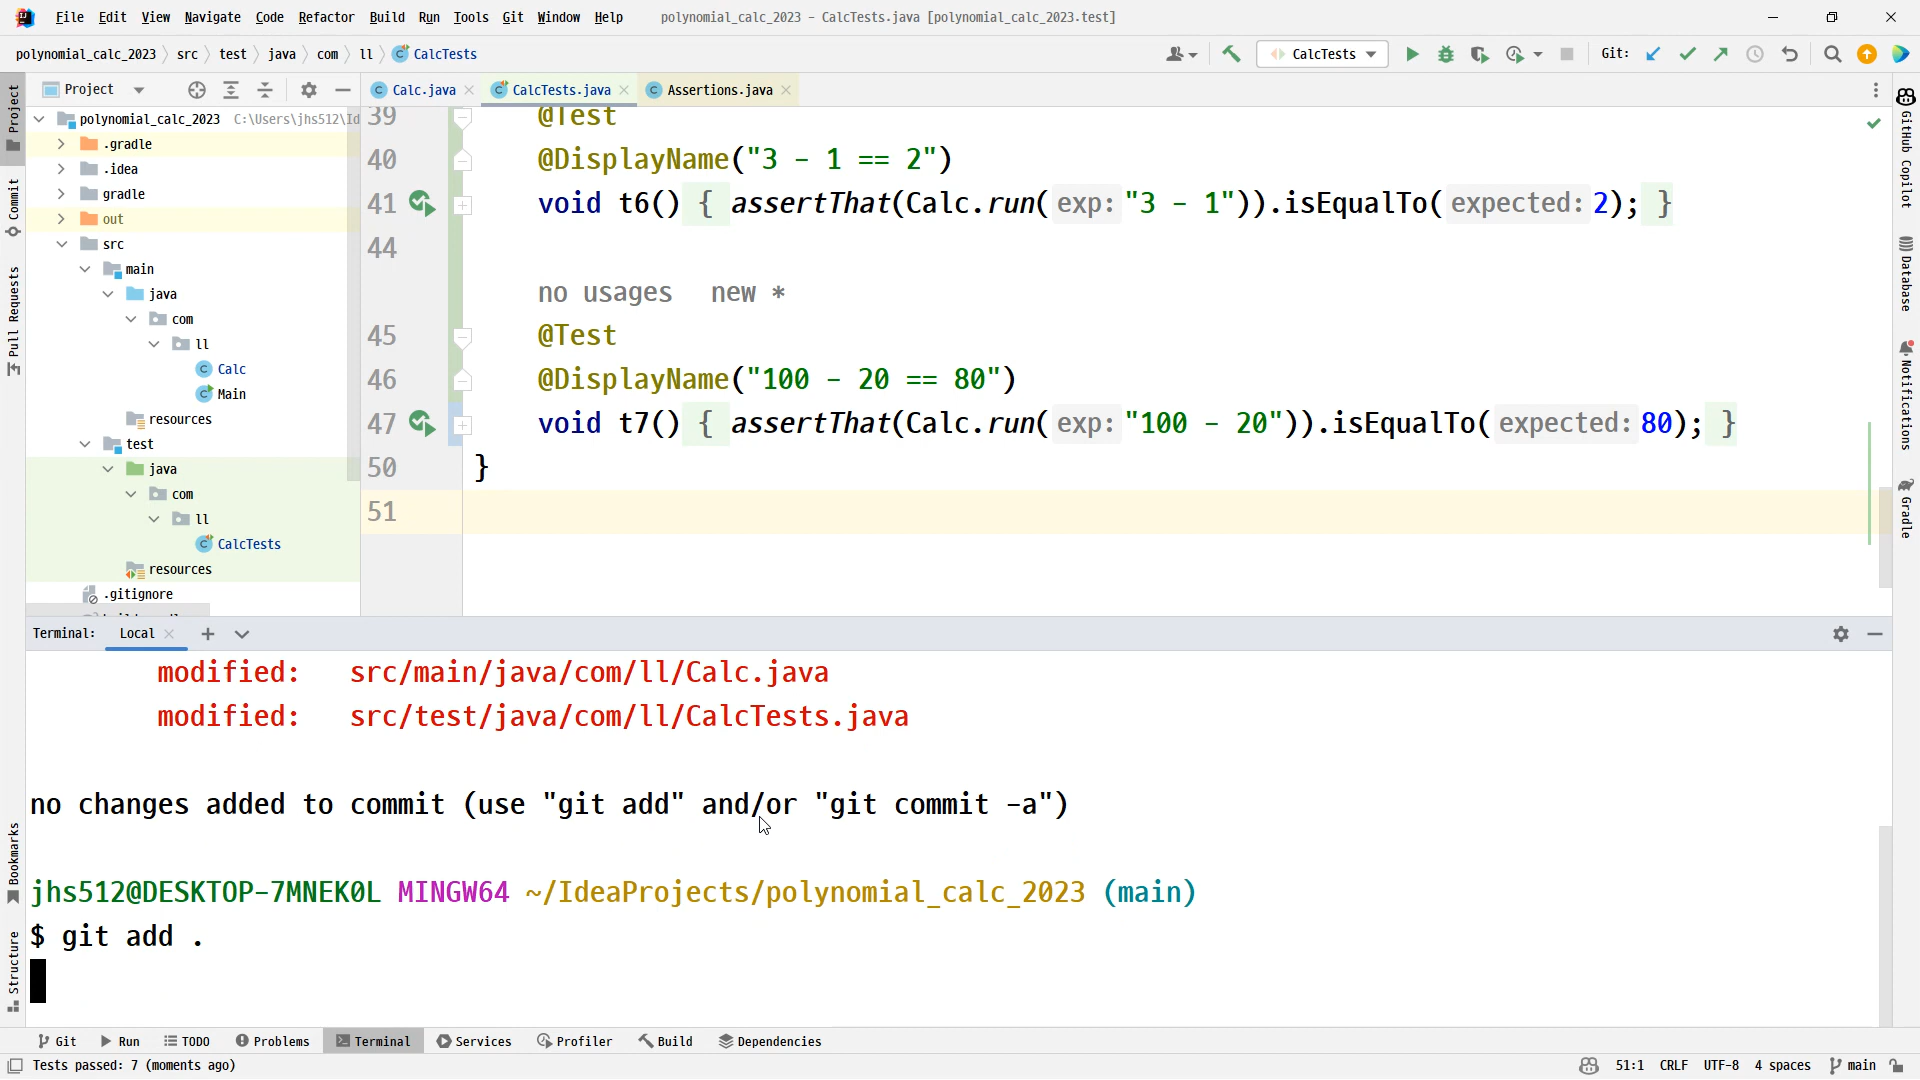 File Edit View Navigate Code Refactor Build Run Tools Git Window Help polynomial_calc_2023 - CalcTests.java [polynomial_calc_2023.test]
polynomial_calc_2023 src test java com ll CalcTests CalcTests Git:
Project Calc.java CalcTests.java Assertions.java
polynomial_calc_2023 C:\Users\jhs512\Id
.gradle
.idea
gradle
out
src
main
java
com
ll
Calc
Main
resources
test
java
com
ll
CalcTests
resources
.gitignore
39 @Test
40 @DisplayName("3 - 1 == 2")
41 void t6() { assertThat(Calc.run( exp: "3 - 1")).isEqualTo( expected: 2); }
44
no usages new *
45 @Test
46 @DisplayName("100 - 20 == 80")
47 void t7() { assertThat(Calc.run( exp: "100 - 20")).isEqualTo( expected: 80); }
50 }
51
Project
Commit
Pull Requests
Bookmarks
Structure
GitHub Copilot
Database
Notifications
Gradle
Terminal: Local
modified: src/main/java/com/ll/Calc.java
modified: src/test/java/com/ll/CalcTests.java
no changes added to commit (use "git add" and/or "git commit -a")
jhs512@DESKTOP-7MNEK0L MINGW64 ~/IdeaProjects/polynomial_calc_2023 (main)
$ git add .
Git Run TODO Problems Terminal Services Profiler Build Dependencies
Tests passed: 7 (moments ago) 51:1 CRLF UTF-8 4 spaces main